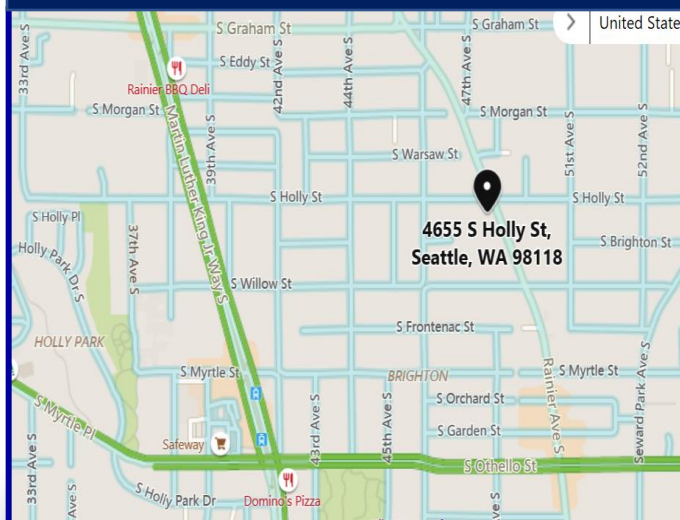 33rd Ave S
S Graham St
S Graham St
United State
S Eddy St
Rainier BBQ Deli
42nd Ave S
44th Ave S
47th Ave S
S Morgan St
S Morgan St
Martin Luther King Jr Way S
39th Ave S
S Warsaw St
51st Ave S
52nd Ave S
S Holly St
S Holly St
S Holly Pl
4655 S Holly St,
Seattle, WA 98118
S Brighton St
Holly Park Dr S
37th Ave S
S Willow St
S Frontenac St
HOLLY PARK
S Myrtle St
BRIGHTON
Rainier Ave S
S Myrtle St
Seward Park Ave S
S Myrtle Pl
43rd Ave S
45th Ave S
S Orchard St
S Garden St
Safeway
S Othello St
33rd Ave S
Ave S
S Holly Park Dr
Domino's Pizza
ve S